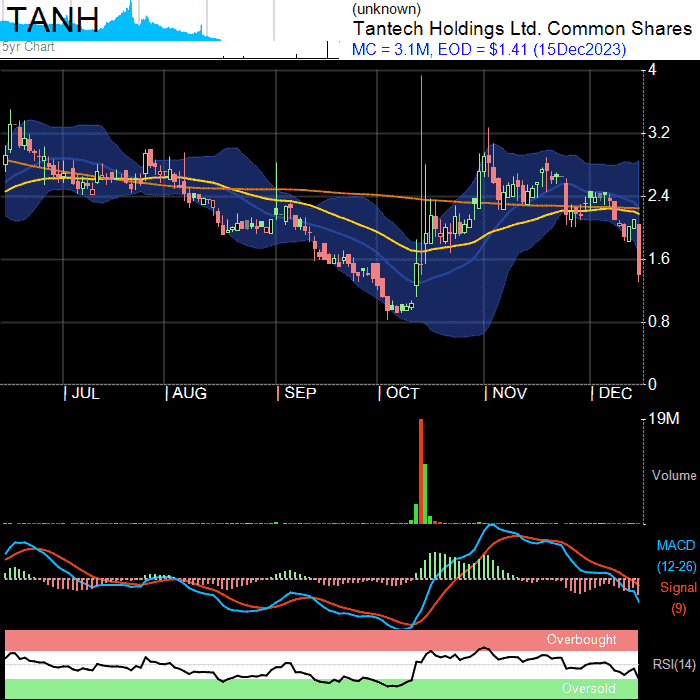 TANH
5yr Chart
(unknown)
Tantech Holdings Ltd. Common Shares
MC = 3.1M, EOD = $1.41 (15Dec2023)
4
3.2
2.4
1.6
0.8
0
JUL
AUG
SEP
OCT
NOV
DEC
19M
Volume
MACD
(12-26)
Signal
(9)
Overbought
RSI(14)
Oversold